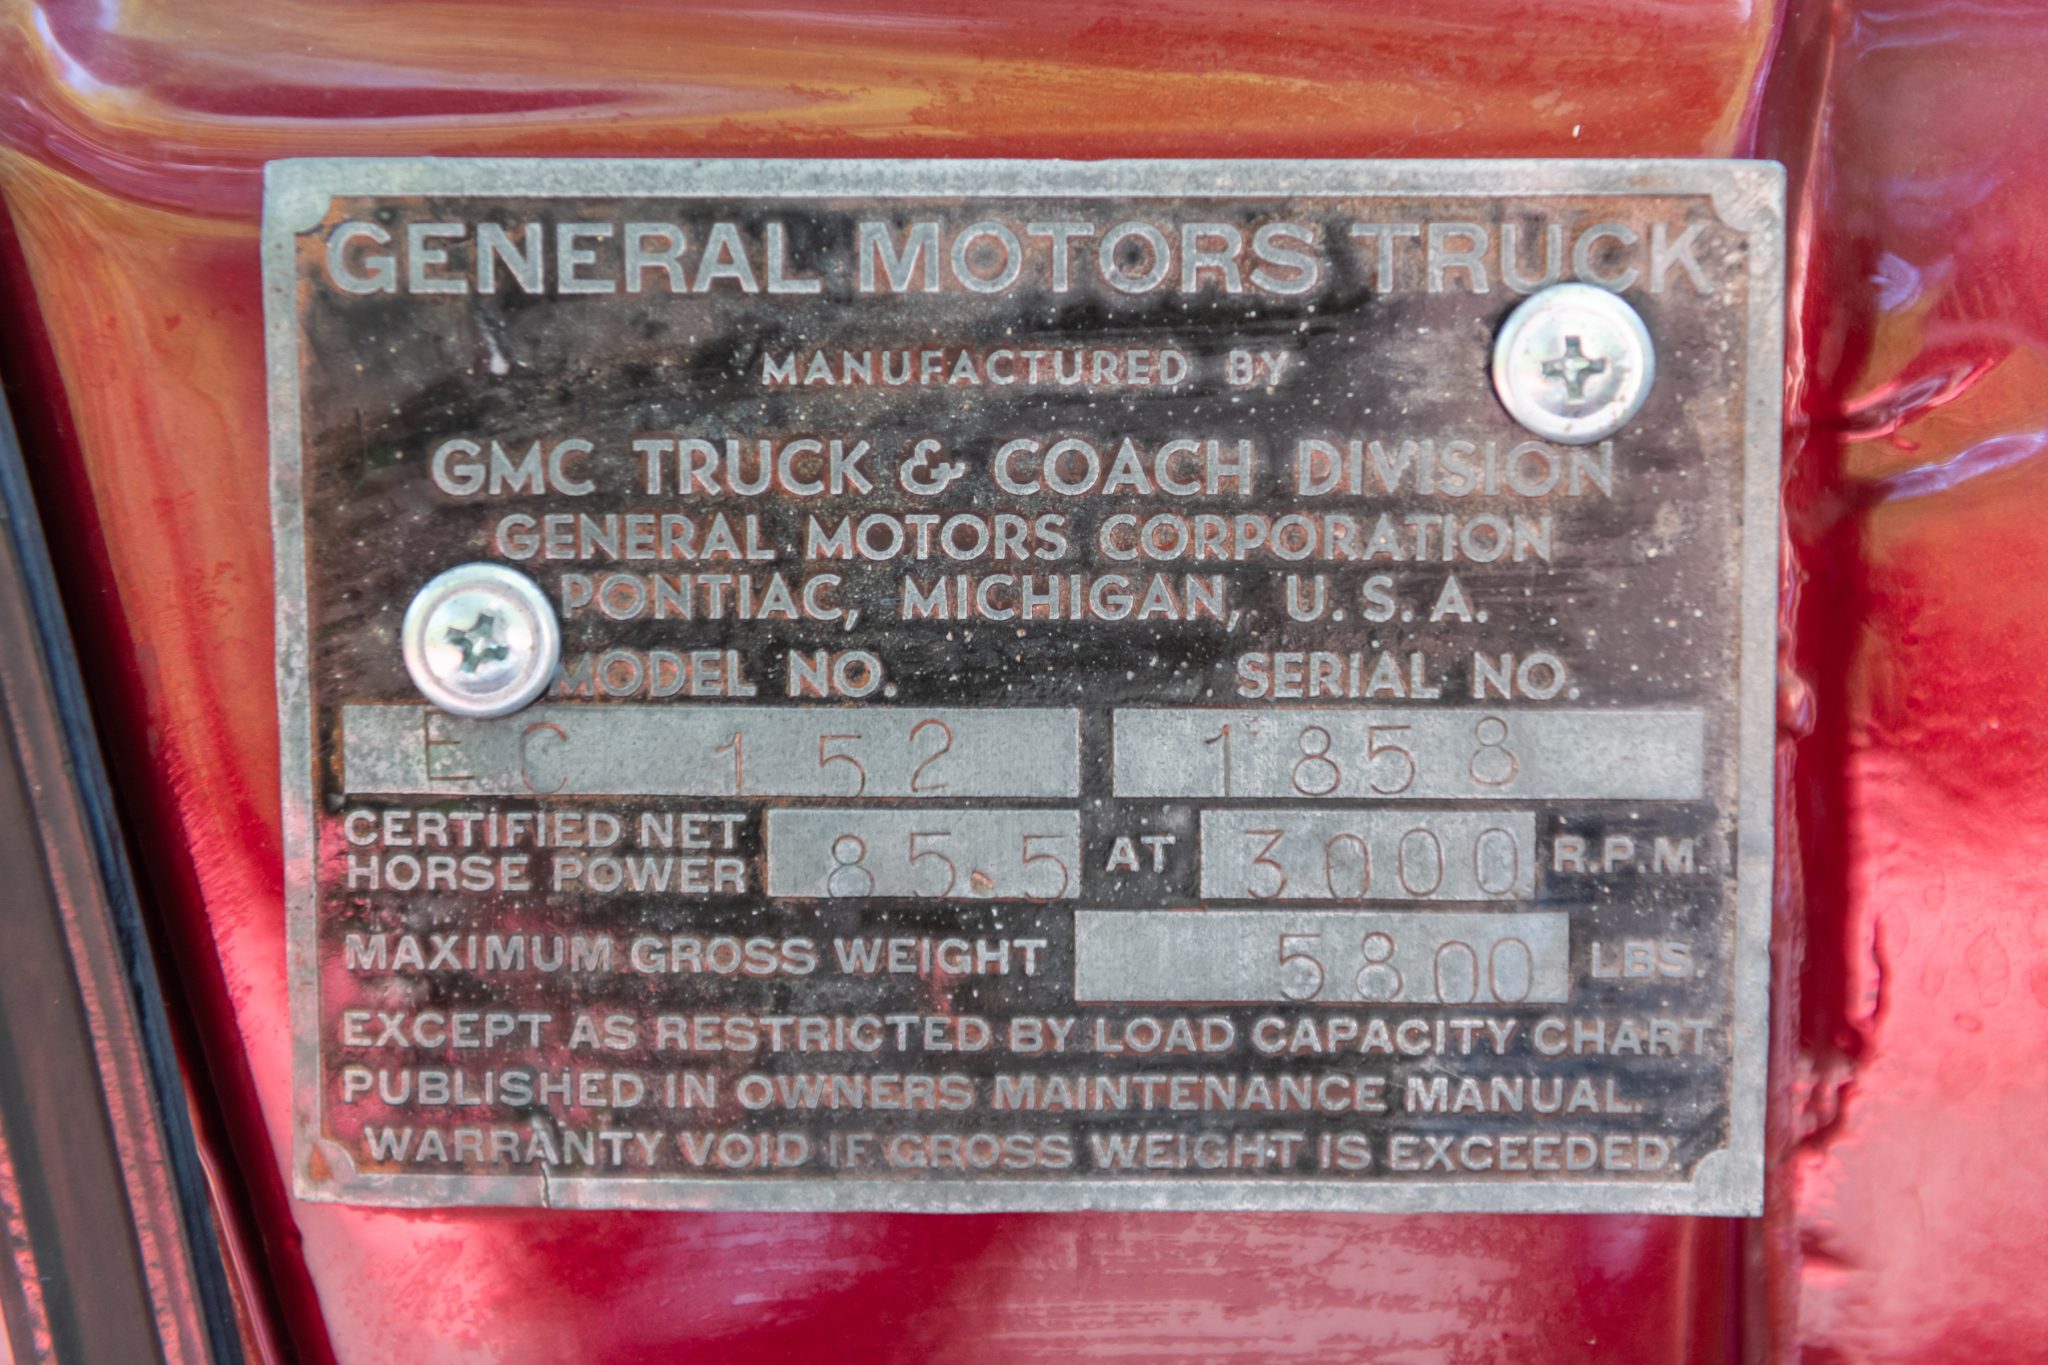 GENERAL MOTORS TRUCK
MANUFACTURED BY
GMC TRUCK & COACH DIVISION
GENERAL MOTORS CORPORATION
PONTIAC, MICHIGAN, U. S. A.
MODEL NO. SERIAL NO.
EC 152 1858
CERTIFIED NET
HORSE POWER 85.5 AT 3000 R.P.M.
MAXIMUM GROSS WEIGHT 5800 LBS.
EXCEPT AS RESTRICTED BY LOAD CAPACITY CHART
PUBLISHED IN OWNERS MAINTENANCE MANUAL.
WARRANTY VOID IF GROSS WEIGHT IS EXCEEDED.